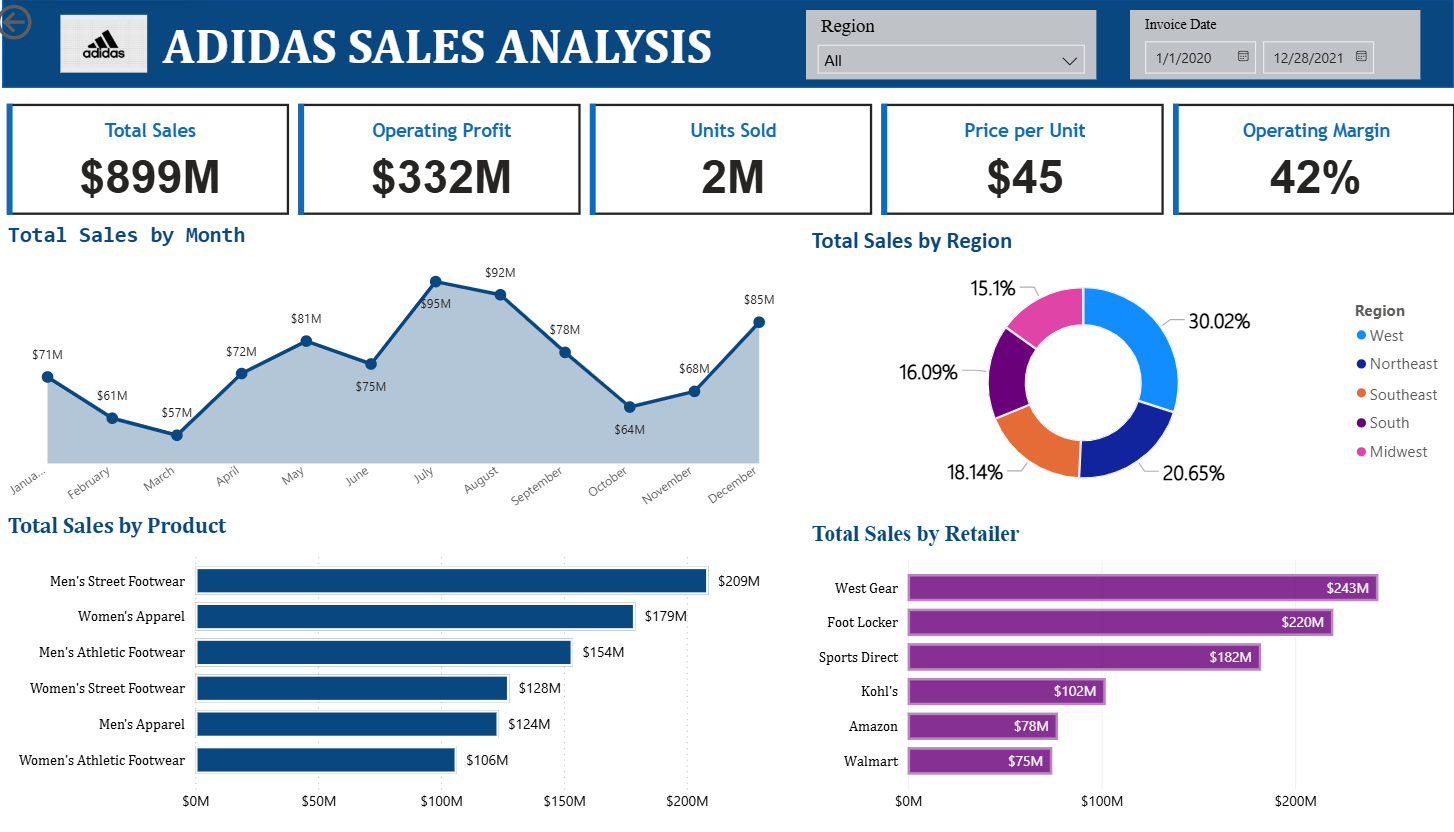 adidas
ADIDAS SALES ANALYSIS
Region
All
Invoice Date
1/1/2020
12/28/2021
Total Sales
$899M
Operating Profit
$332M
Units Sold
2M
Price per Unit
$45
Operating Margin
42%
Total Sales by Month
$71M
$61M
$57M
$72M
$81M
$75M
$95M
$92M
$78M
$64M
$68M
$85M
Janua...
February
March
April
May
June
July
August
September
October
November
December
Total Sales by Region
15.1%
30.02%
16.09%
18.14%
20.65%
Region
West
Northeast
Southeast
South
Midwest
Total Sales by Product
Men's Street Footwear $209M
Women's Apparel $179M
Men's Athletic Footwear $154M
Women's Street Footwear $128M
Men's Apparel $124M
Women's Athletic Footwear $106M
$0M $50M $100M $150M $200M
Total Sales by Retailer
West Gear $243M
Foot Locker $220M
Sports Direct $182M
Kohl's $102M
Amazon $78M
Walmart $75M
$0M $100M $200M